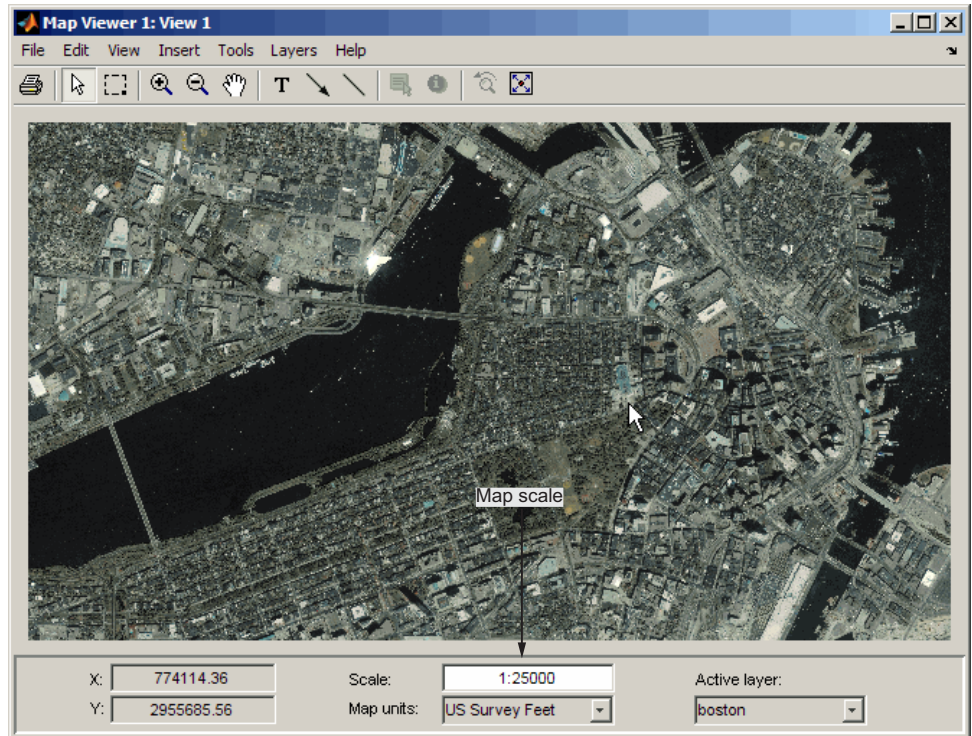 Map Viewer 1: View 1
File Edit View Insert Tools Layers Help
T
Map scale
X: 774114.36
Scale: 1:25000
Active layer:
Y: 2955685.56
Map units: US Survey Feet
boston